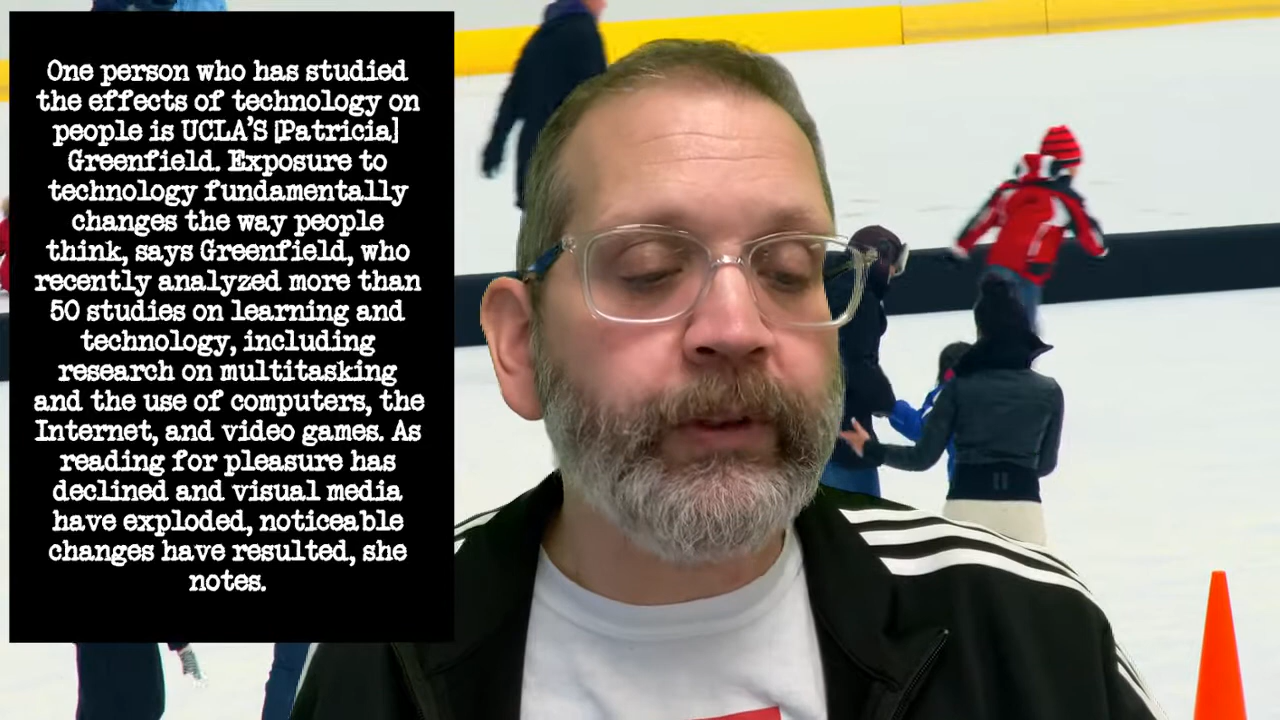 One person who has studied
the effects of technology on
people is UCLA'S [Patricia]
Greenfield. Exposure to
technology fundamentally
changes the way people
think, says Greenfield, who
recently analyzed more than
50 studies on learning and
technology, including
research on multitasking
and the use of computers, the
Internet, and video games. As
reading for pleasure has
declined and visual media
have exploded, noticeable
changes have resulted, she
notes.